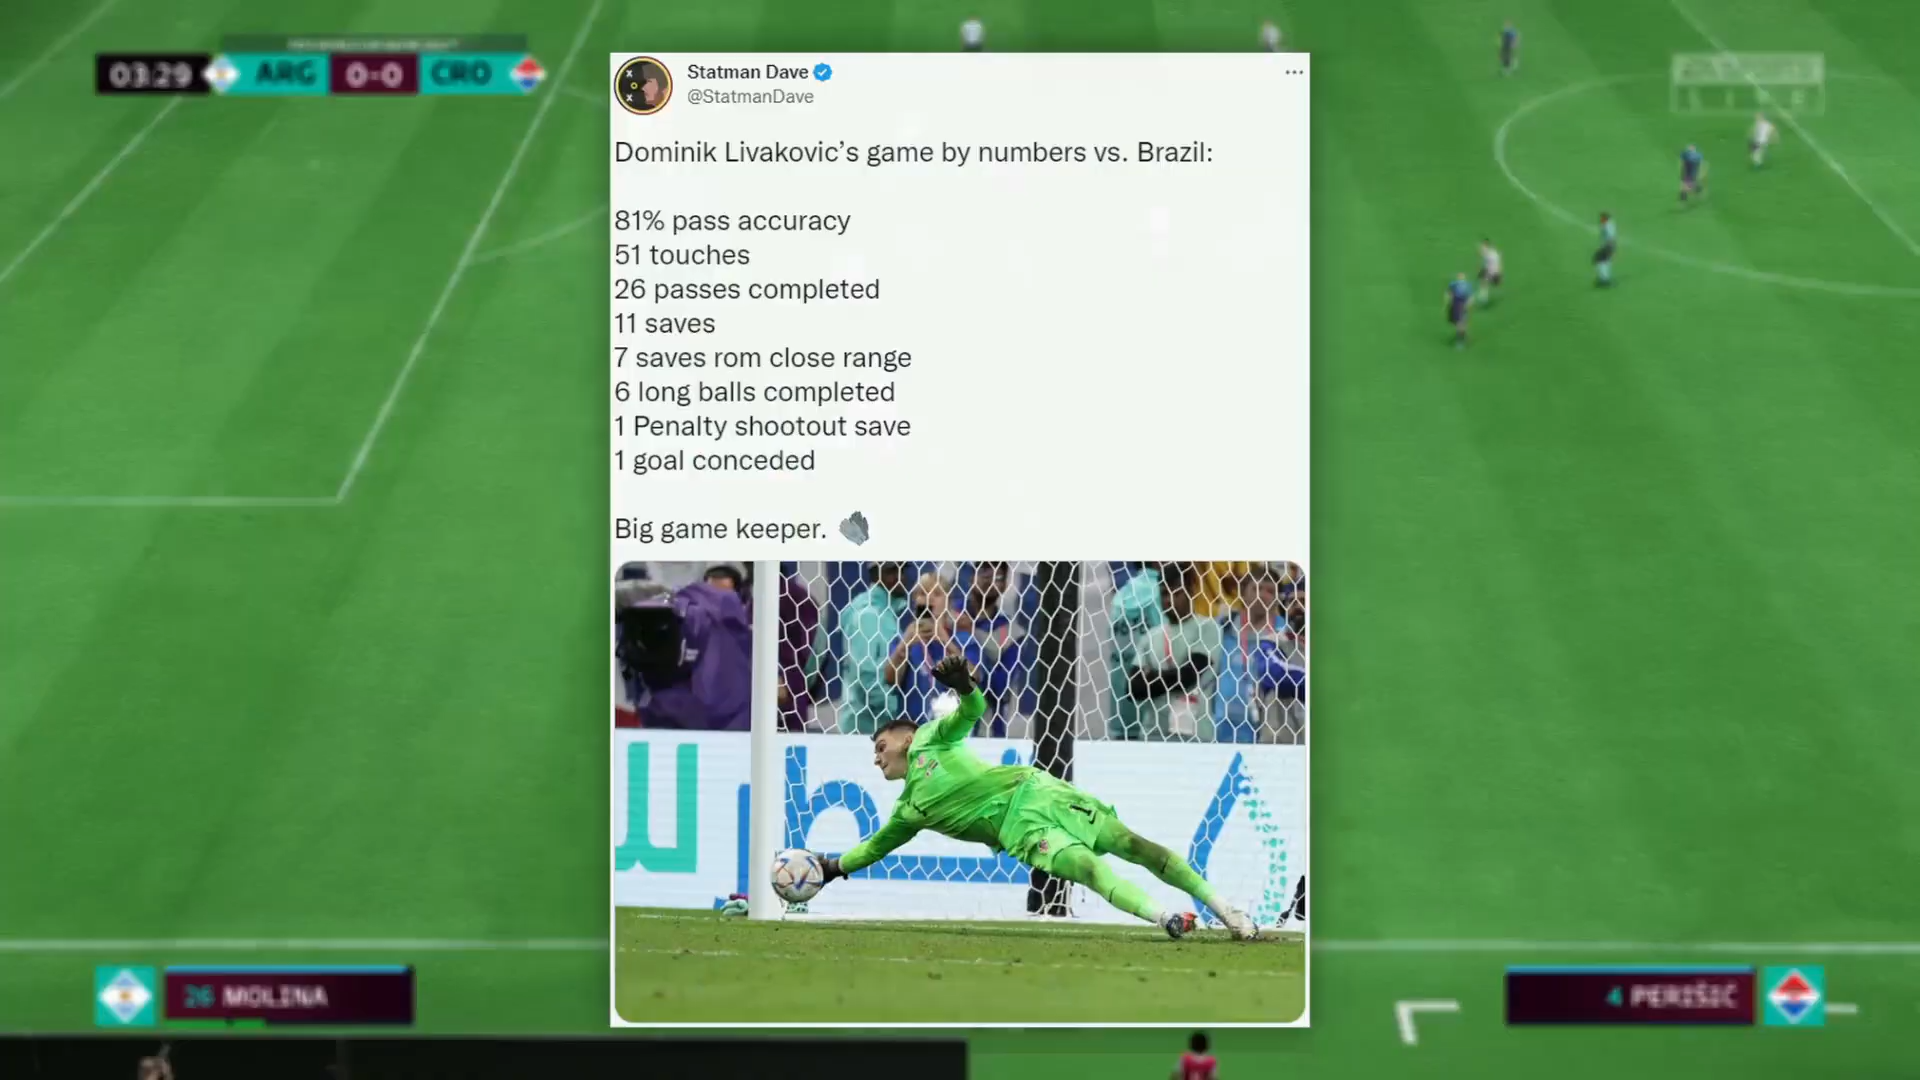 03:29 ARG 0-0 CRO
Statman Dave
@StatmanDave
Dominik Livakovic’s game by numbers vs. Brazil:
81% pass accuracy
51 touches
26 passes completed
11 saves
7 saves rom close range
6 long balls completed
1 Penalty shootout save
1 goal conceded
Big game keeper.
1
26 MOLINA
4 PERIŠIĆ
LIVE